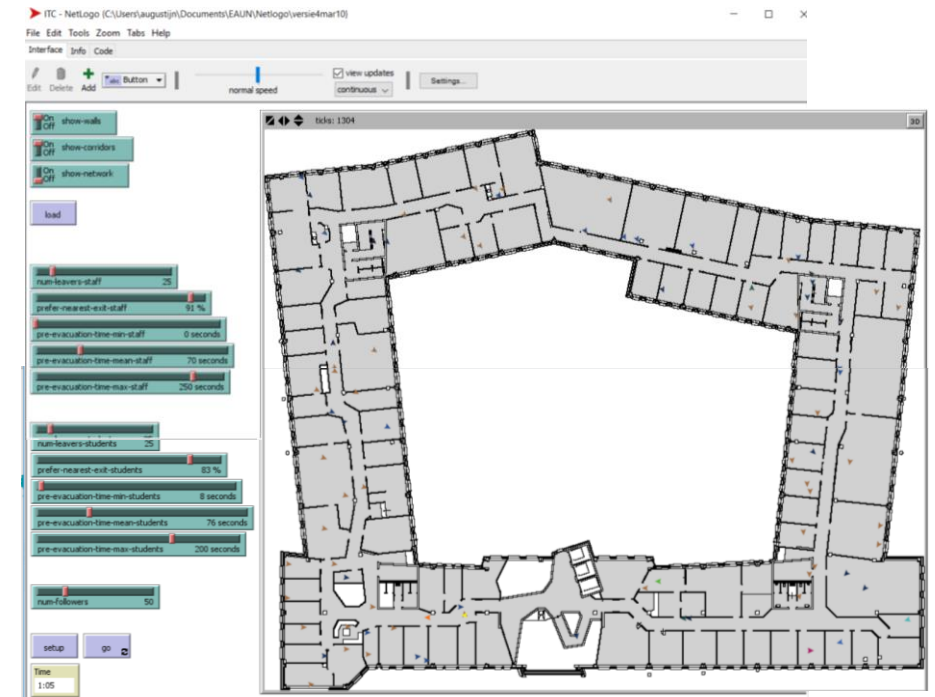 ITC - NetLogo {C:\Users\augustijn\Documents\EAUN\Netlogo\versie4mar10}
File Edit Tools Zoom Tabs Help
Interface Info Code
Edit Delete Add
Button
normal speed
view updates
continuous
Settings...
On
Off
show-walls
On
Off
show-corridors
On
Off
show-network
load
ticks: 1304
3D
num-leavers-staff 25
prefer-nearest-exit-staff 91 %
pre-evacuation-time-min-staff 0 seconds
pre-evacuation-time-mean-staff 70 seconds
pre-evacuation-time-max-staff 250 seconds
num-leavers-students 25
prefer-nearest-exit-students 83 %
pre-evacuation-time-min-students 8 seconds
pre-evacuation-time-mean-students 76 seconds
pre-evacuation-time-max-students 200 seconds
num-followers 50
setup go
Time
1:05